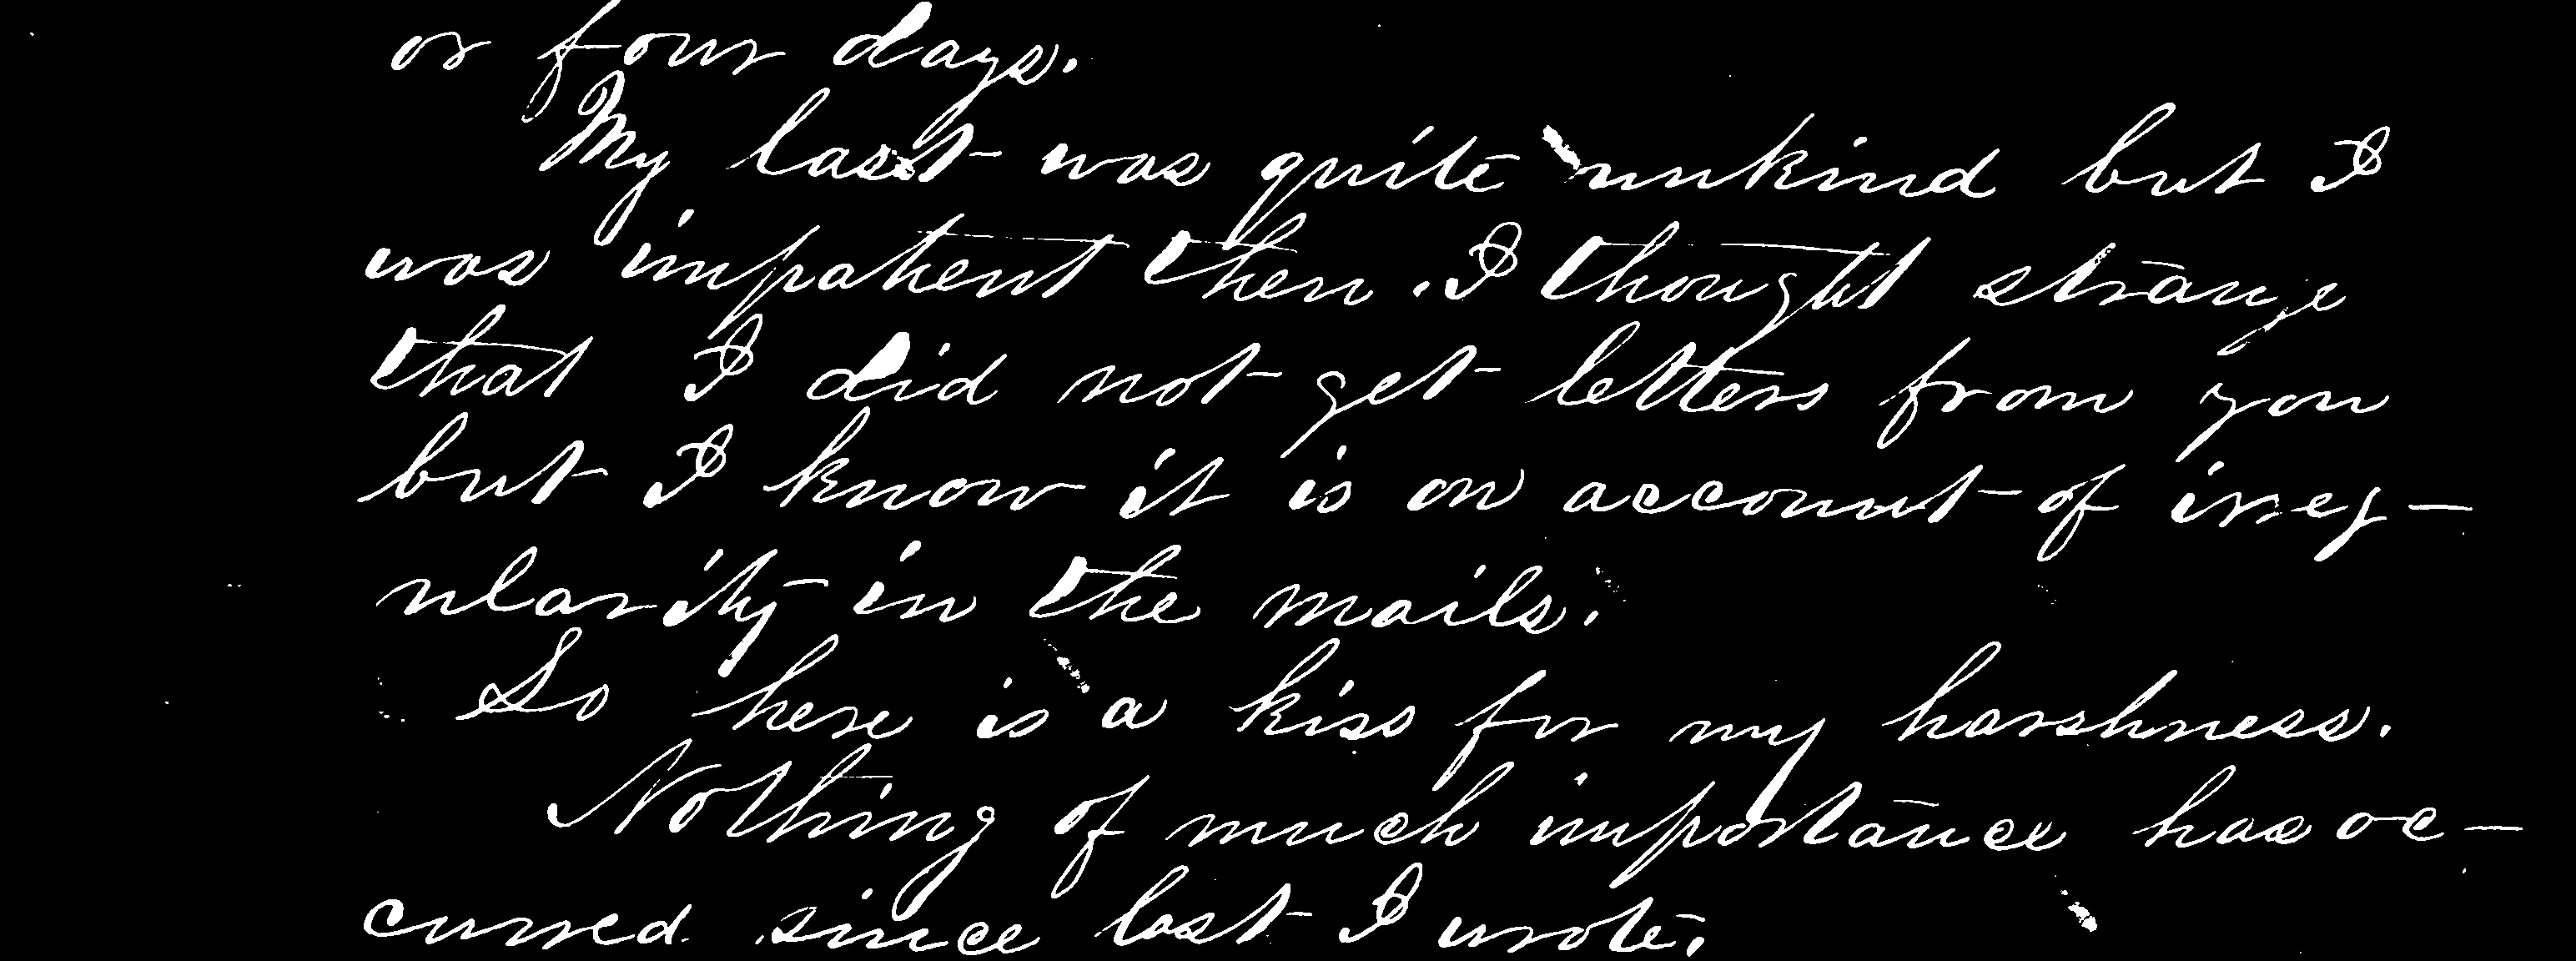 or four days.
My last was quite unkind but I
was impatient then. I thought strange
that I did not get letters from you
but I know it is on account of irreg-
ularity in the mails.
So here is a kiss for my harshness.
Nothing of much importance has oc-
curred since last I wrote.